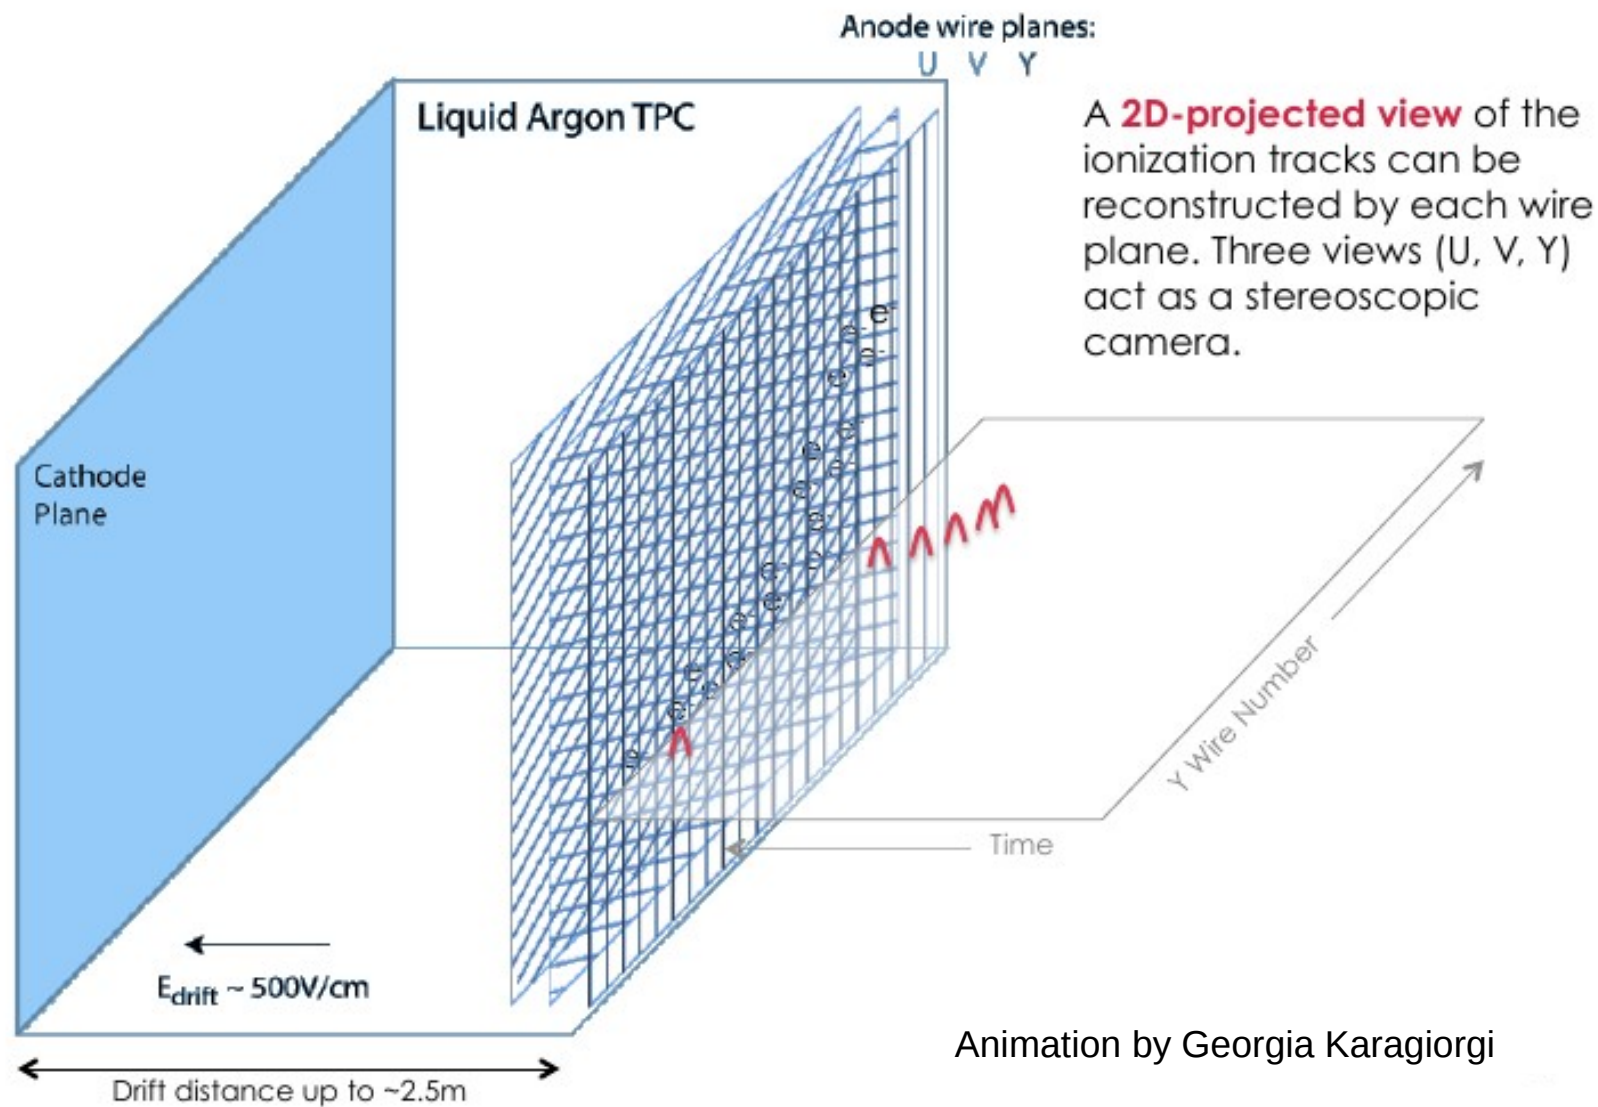 Anode wire planes:
U V Y
Liquid Argon TPC
A 2D-projected view of the
ionization tracks can be
reconstructed by each wire
plane. Three views (U, V, Y)
act as a stereoscopic
camera.
Cathode
Plane
e-
Y Wire Number
Time
Edrift ~ 500V/cm
Drift distance up to ~2.5m
Animation by Georgia Karagiorgi